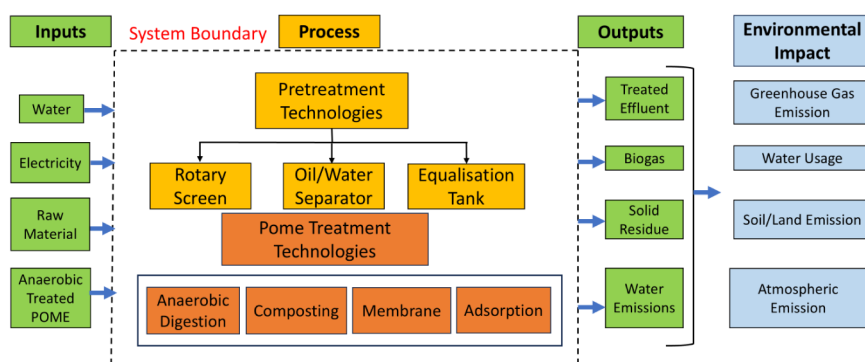 Inputs
System Boundary
Process
Outputs
Environmental
Impact
Water
Electricity
Raw
Material
Anaerobic
Treated
POME
Pretreatment
Technologies
Rotary
Screen
Oil/Water
Separator
Equalisation
Tank
Pome Treatment
Technologies
Anaerobic
Digestion
Composting
Membrane
Adsorption
Treated
Effluent
Biogas
Solid
Residue
Water
Emissions
Greenhouse Gas
Emission
Water Usage
Soil/Land Emission
Atmospheric
Emission